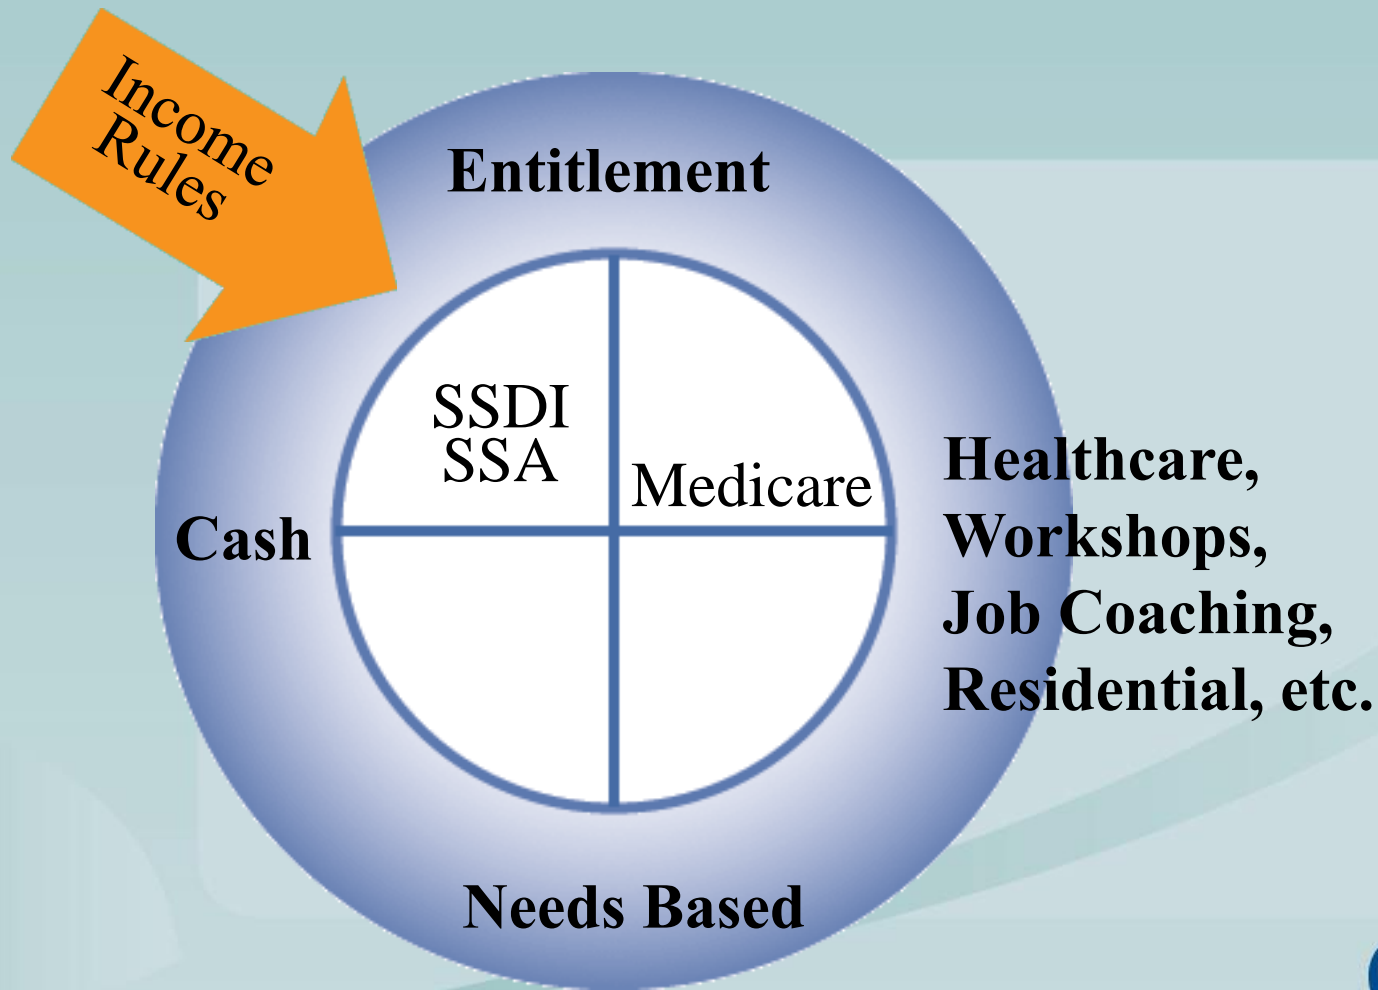 Income
Rules
Entitlement
SSDI
SSA
Medicare
Cash
Healthcare,
Workshops,
Job Coaching,
Residential, etc.
Needs Based